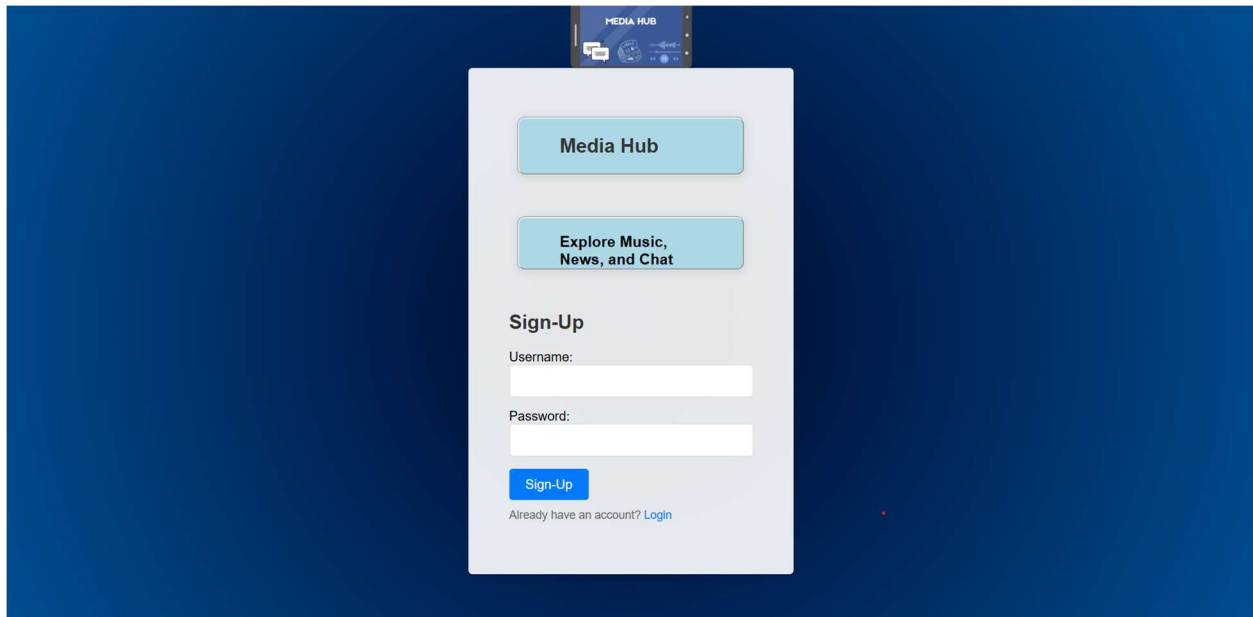 MEDIA HUB
Media Hub
Explore Music,
News, and Chat
Sign-Up
Username:
Password:
Sign-Up
Already have an account? Login